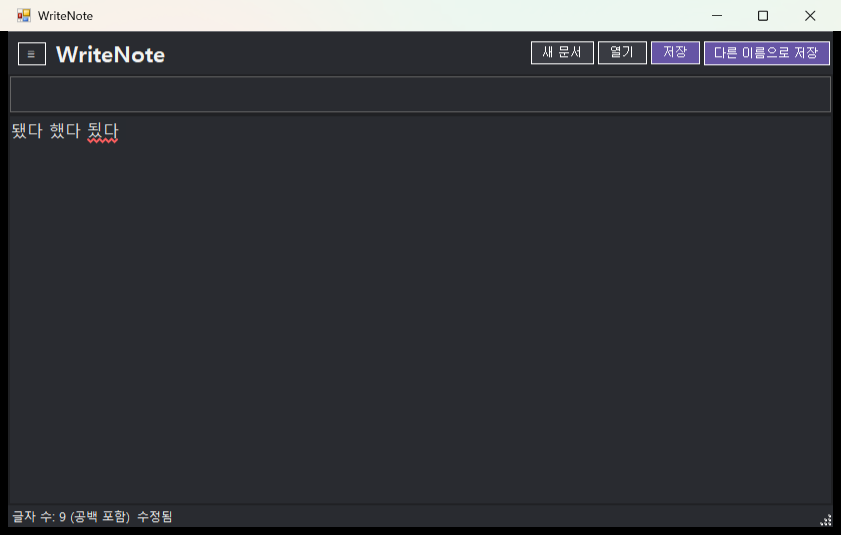 WriteNote
≡ WriteNote 새 문서 열기 저장 다른 이름으로 저장
됐다 했다 됬다
글자 수: 9 (공백 포함) 수정됨